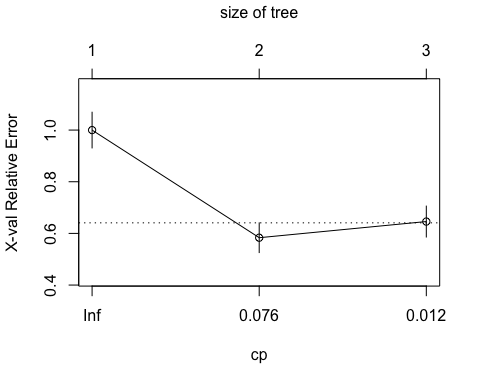 size of tree
1 2 3
X-val Relative Error
1.0
0.8
0.6
0.4
Inf 0.076 0.012
cp